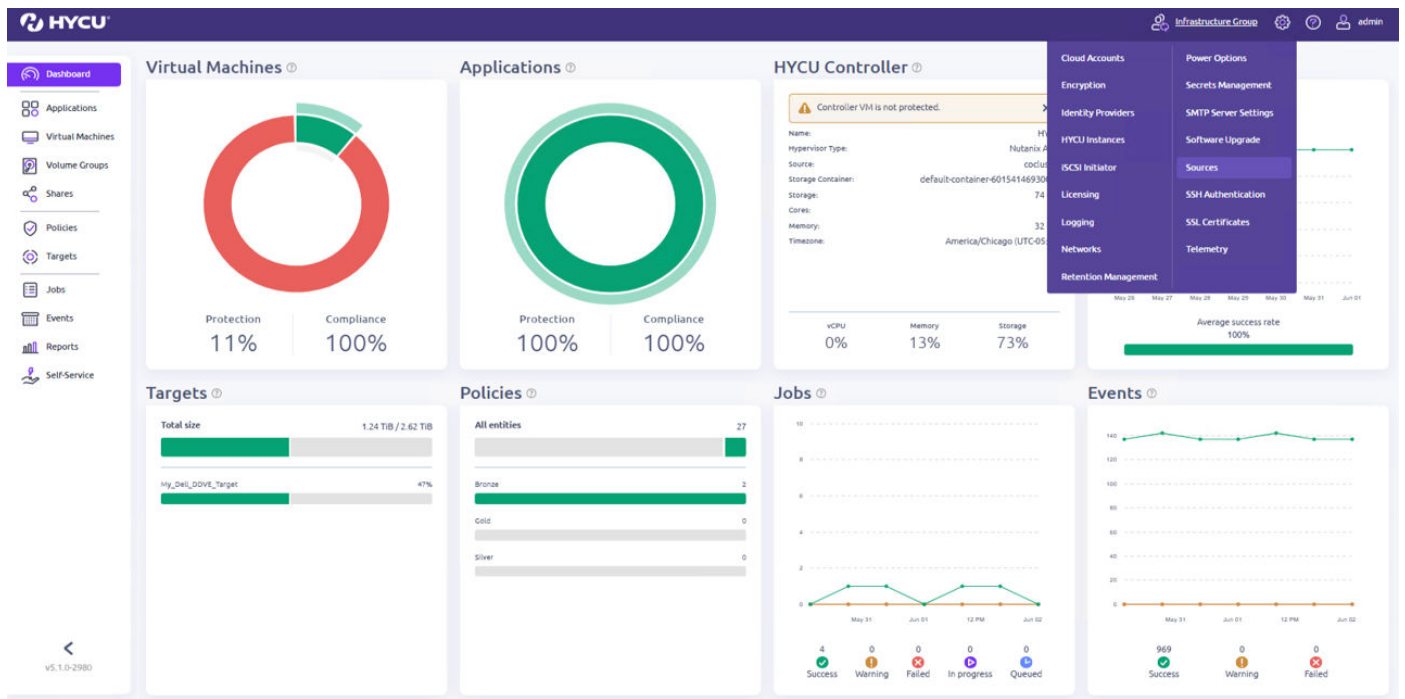 HYCU
Infrastructure Group
admin
Dashboard
Applications
Virtual Machines
Volume Groups
Shares
Policies
Targets
Jobs
Events
Reports
Self-Service
v5.1.0-2980
Virtual Machines
Protection
11%
Compliance
100%
Applications
Protection
100%
Compliance
100%
HYCU Controller
Controller VM is not protected.
Name:
Hypervisor Type: Nutanix
Source:
Storage Container:
Storage: 74
Cores:
Memory: 32
Timezone: America/Chicago
vCPU
0%
Memory
13%
Storage
73%
Cloud Accounts
Encryption
Identity Providers
HYCU Instances
iSCSI Initiator
Licensing
Logging
Networks
Retention Management
Power Options
Secrets Management
SMTP Server Settings
Software Upgrade
Sources
SSH Authentication
SSL Certificates
Telemetry
May 26 May 27 May 28 May 29 May 30 May 31 Jun 01
Average success rate
100%
Targets
Total size 1.24 TiB / 2.62 TiB
My_Dell_DDVE_Target 47%
Policies
All entities 27
Bronze 2
Gold 0
Silver 0
Jobs
10
8
6
4
2
0
May 31 Jun 01 12 PM Jun 02
4 0 0 0 0
Success Warning Failed In progress Queued
Events
140
120
100
80
60
40
20
0
May 31 Jun 01 12 PM Jun 02
969 0 0
Success Warning Failed